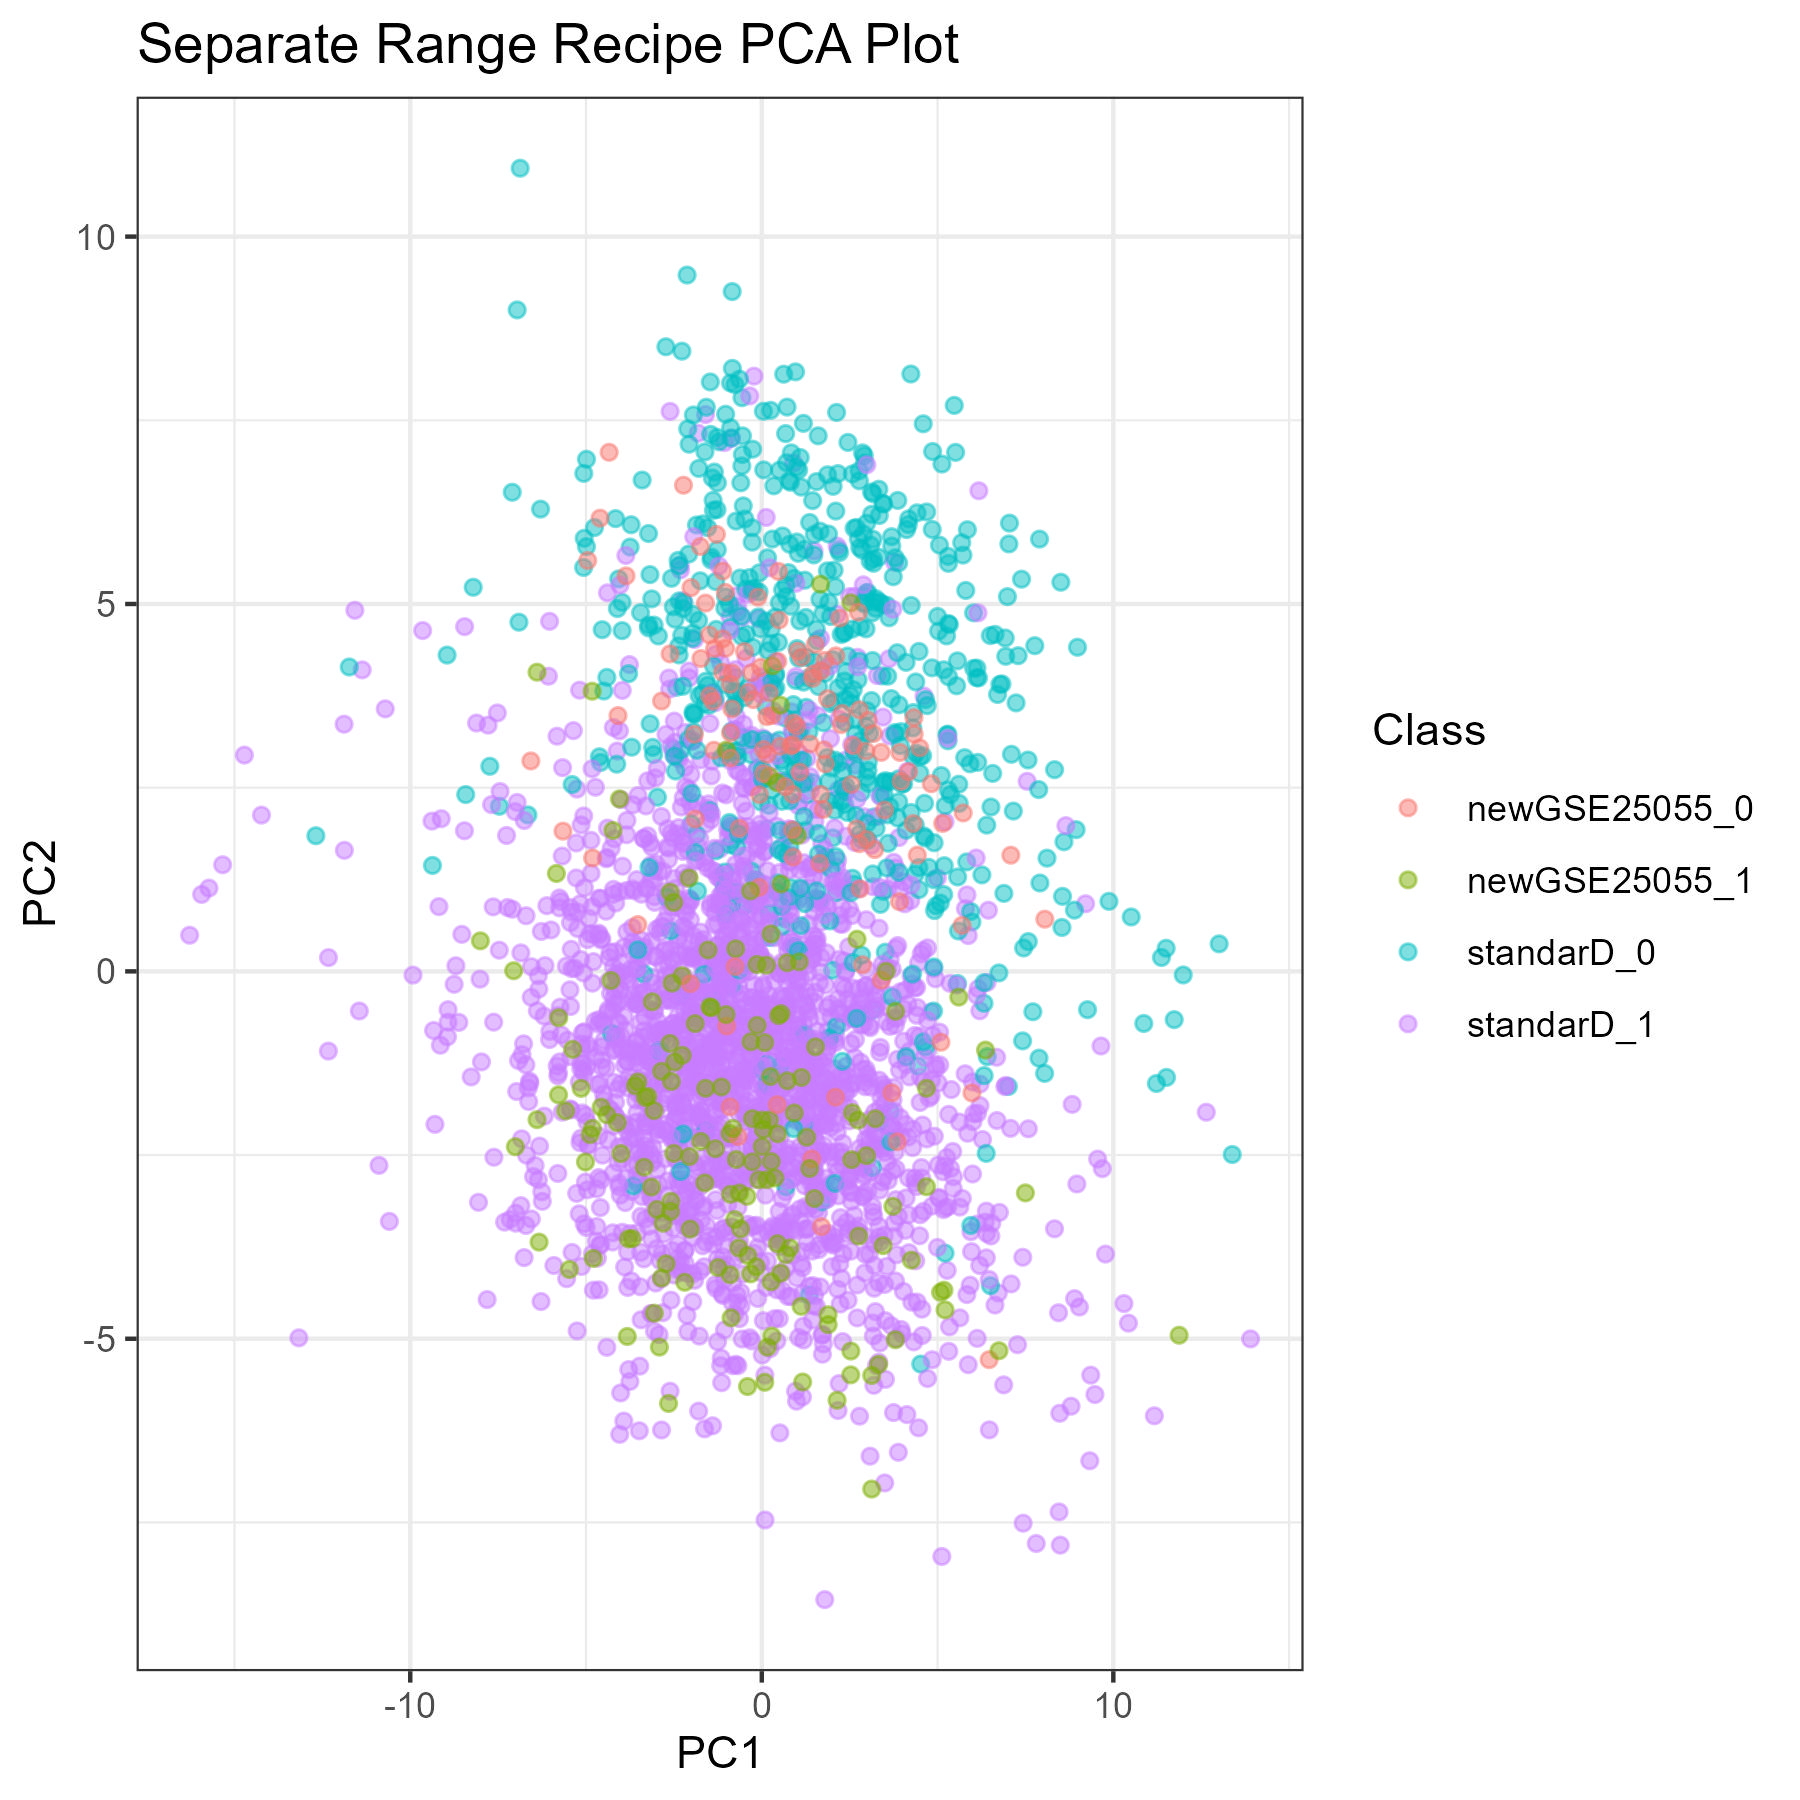 Separate Range Recipe PCA Plot
10
5
0
-5
PC2
-10
0
10
PC1
Class
newGSE25055_0
newGSE25055_1
standarD_0
standarD_1